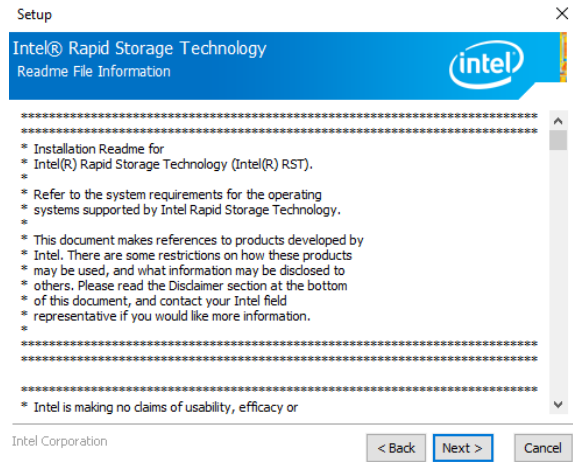 Setup
Intel® Rapid Storage Technology
Readme File Information
intel
**************************************************************************
**************************************************************************
* Installation Readme for
* Intel(R) Rapid Storage Technology (Intel(R) RST).
*
* Refer to the system requirements for the operating
* systems supported by Intel Rapid Storage Technology.
*
* This document makes references to products developed by
* Intel. There are some restrictions on how these products
* may be used, and what information may be disclosed to
* others. Please read the Disclaimer section at the bottom
* of this document, and contact your Intel field
* representative if you would like more information.
*
**************************************************************************
**************************************************************************
**************************************************************************
* Intel is making no claims of usability, efficacy or
Intel Corporation
< Back Next > Cancel